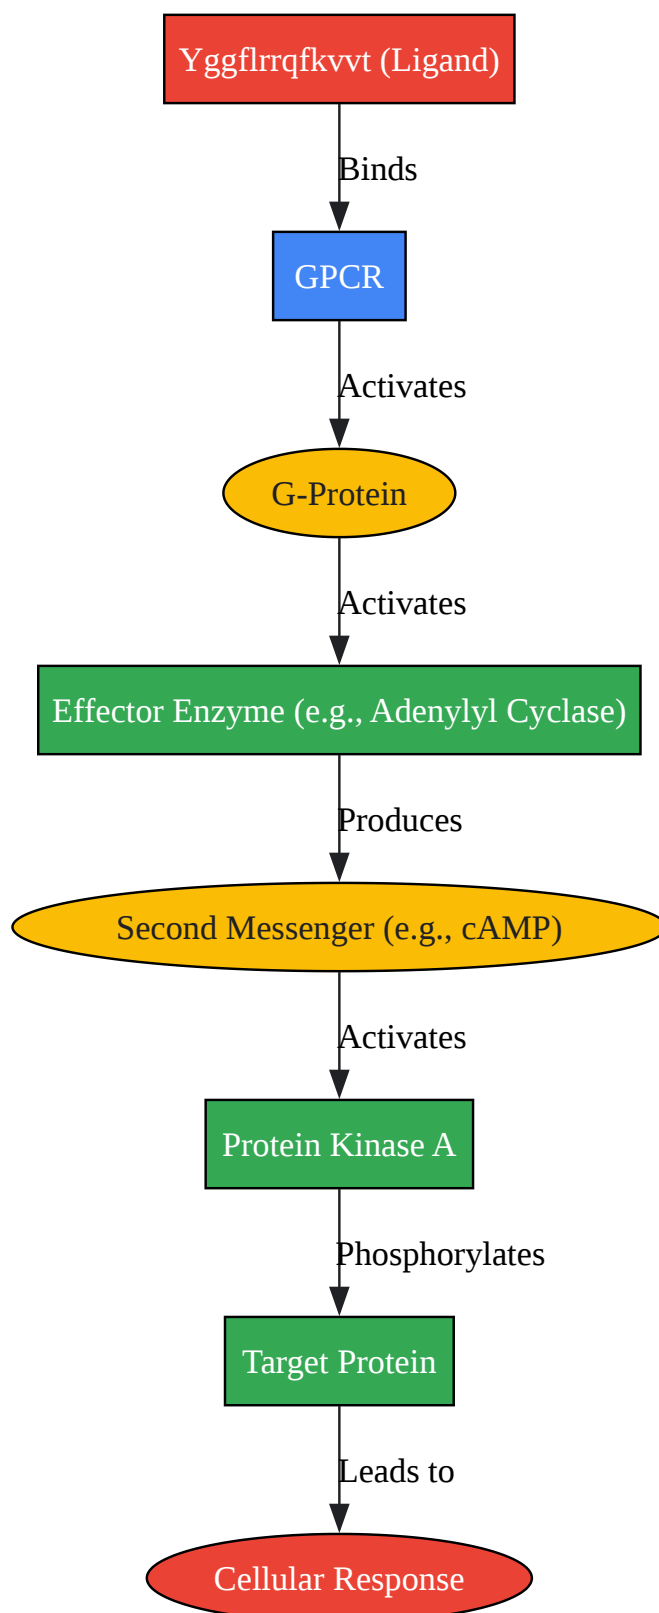 Yggflrrqfkvvt (Ligand)
Binds
GPCR
Activates
G-Protein
Activates
Effector Enzyme (e.g., Adenylyl Cyclase)
Produces
Second Messenger (e.g., cAMP)
Activates
Protein Kinase A
Phosphorylates
Target Protein
Leads to
Cellular Response